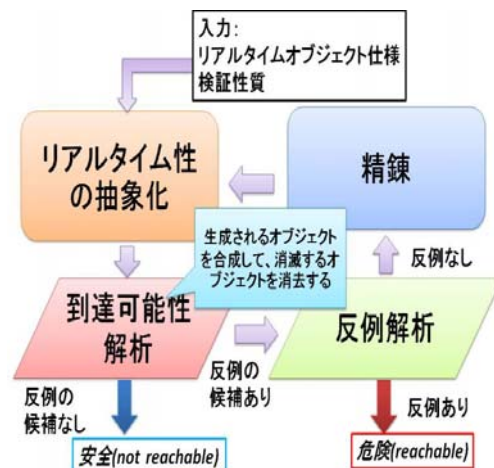 入力:
リアルタイムオブジェクト仕様
検証性質
リアルタイム性
の抽象化
精錬
生成されるオブジェクト
を合成して、消滅するオ
ブジェクトを消去する
反例なし
到達可能性
解析
反例解析
反例の
候補なし
反例の
候補あり
反例あり
安全(not reachable)
危険(reachable)